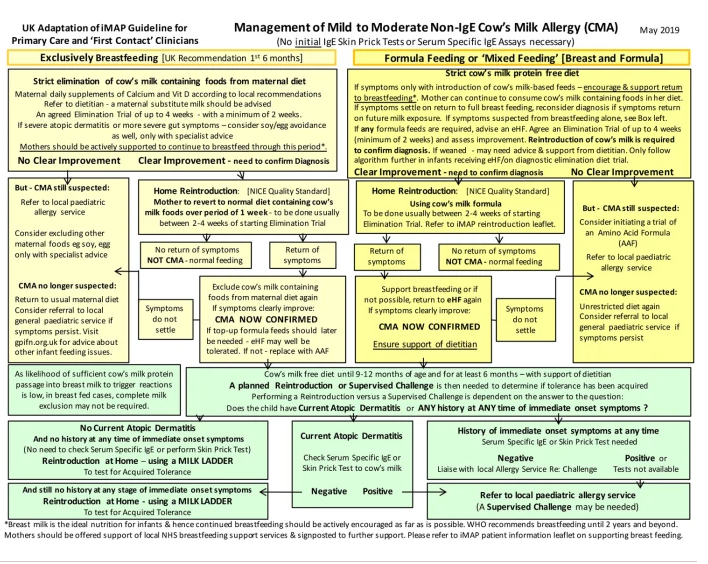 UK Adaptation of iMAP Guideline for
Primary Care and 'First Contact' Clinicians
Management of Mild to Moderate Non-IgE Cow's Milk Allergy (CMA)
(No initial IgE Skin Prick Tests or Serum Specific IgE Assays necessary)
May 2019
Exclusively Breastfeeding [UK Recommendation 1st 6 months]
Formula Feeding or 'Mixed Feeding' [Breast and Formula]
Strict elimination of cow's milk containing foods from maternal diet
Maternal daily supplements of Calcium and Vit D according to local recommendations
Refer to dietitian - a maternal substitute milk should be advised
An agreed Elimination Trial of up to 4 weeks - with a minimum of 2 weeks.
If severe atopic dermatitis or more severe gut symptoms – consider soy/egg avoidance
as well, only with specialist advice
Mothers should be actively supported to continue to breastfeed through this period*.
Strict cow's milk protein free diet
If symptoms only with introduction of cow's milk-based feeds – encourage & support return
to breastfeeding*. Mother can continue to consume cow's milk containing foods in her diet.
If symptoms settle on return to full breast feeding, reconsider diagnosis if symptoms return
on future milk exposure. If symptoms suspected from breastfeeding alone, see Box left.
If any formula feeds are required, advise an eHF. Agree an Elimination Trial of up to 4 weeks
(minimum of 2 weeks) and assess improvement. Reintroduction of cow's milk is required
to confirm diagnosis. If weaned - may need advice & support from dietitian. Only follow
algorithm further in infants receiving eHF/on diagnostic elimination diet trial.
No Clear Improvement
Clear Improvement - need to confirm Diagnosis
Clear Improvement - need to confirm diagnosis
No Clear Improvement
But - CMA still suspected:
Refer to local paediatric
allergy service
Consider excluding other
maternal foods eg soy, egg
only with specialist advice
CMA no longer suspected:
Return to usual maternal diet
Consider referral to local
general paediatric service if
symptoms persist. Visit
gpifn.org.uk for advice about
other infant feeding issues.
Home Reintroduction: [NICE Quality Standard]
Mother to revert to normal diet containing cow's
milk foods over period of 1 week - to be done usually
between 2-4 weeks of starting Elimination Trial
No return of symptoms
NOT CMA - normal feeding
Return of
symptoms
Symptoms
do not
settle
Exclude cow's milk containing
foods from maternal diet again
If symptoms clearly improve:
CMA NOW CONFIRMED
If top-up formula feeds should later
be needed - eHF may well be
tolerated. If not - replace with AAF
Home Reintroduction: [NICE Quality Standard]
Using cow's milk formula
To be done usually between 2-4 weeks of starting
Elimination Trial. Refer to iMAP reintroduction leaflet.
Return of
symptoms
No return of symptoms
NOT CMA - normal feeding
Support breastfeeding or if
not possible, return to eHF again
If symptoms clearly improve:
CMA NOW CONFIRMED
Ensure support of dietitian
Symptoms
do not
settle
But - CMA still suspected:
Consider initiating a trial of
an Amino Acid Formula
(AAF)
Refer to local paediatric
allergy service
CMA no longer suspected:
Unrestricted diet again
Consider referral to local
general paediatric service if
symptoms persist
As likelihood of sufficient cow's milk protein
passage into breast milk to trigger reactions
is low, in breast fed cases, complete milk
exclusion may not be required.
Cow's milk free diet until 9-12 months of age and for at least 6 months – with support of dietitian
A planned Reintroduction or Supervised Challenge is then needed to determine if tolerance has been acquired
Performing a Reintroduction versus a Supervised Challenge is dependent on the answer to the question:
Does the child have Current Atopic Dermatitis or ANY history at ANY time of immediate onset symptoms ?
No Current Atopic Dermatitis
And no history at any time of immediate onset symptoms
(No need to check Serum Specific IgE or perform Skin Prick Test)
Reintroduction at Home – using a MILK LADDER
To test for Acquired Tolerance
Current Atopic Dermatitis
Check Serum Specific IgE or
Skin Prick Test to cow's milk
Negative Positive
History of immediate onset symptoms at any time
Serum Specific IgE or Skin Prick Test needed
Negative Positive or
Liaise with local Allergy Service Re: Challenge Tests not available
And still no history at any stage of immediate onset symptoms
Reintroduction at Home - using a MILK LADDER
To test for Acquired Tolerance
Refer to local paediatric allergy service
(A Supervised Challenge may be needed)
*Breast milk is the ideal nutrition for infants & hence continued breastfeeding should be actively encouraged as far as is possible. WHO recommends breastfeeding until 2 years and beyond.
Mothers should be offered support of local NHS breastfeeding support services & signposted to further support. Please refer to iMAP patient information leaflet on supporting breast feeding.